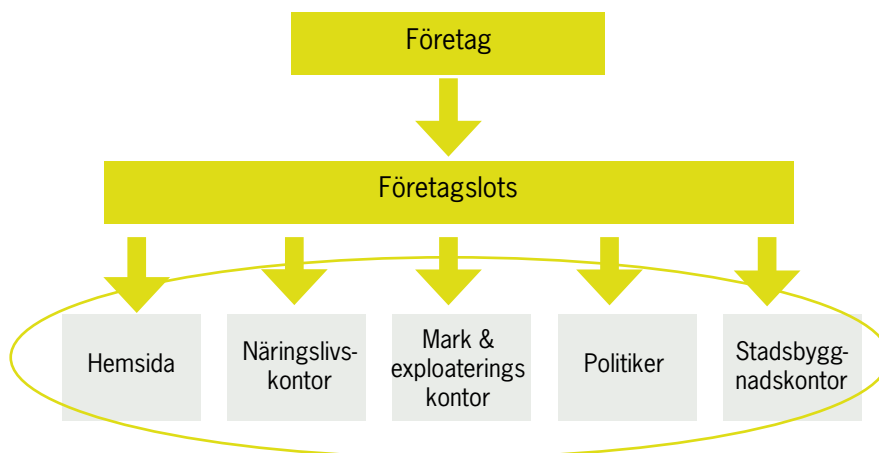 Företag
Företagslots
Hemsida
Näringslivs-
kontor
Mark &
exploaterings
kontor
Politiker
Stadsbygg-
nadskontor